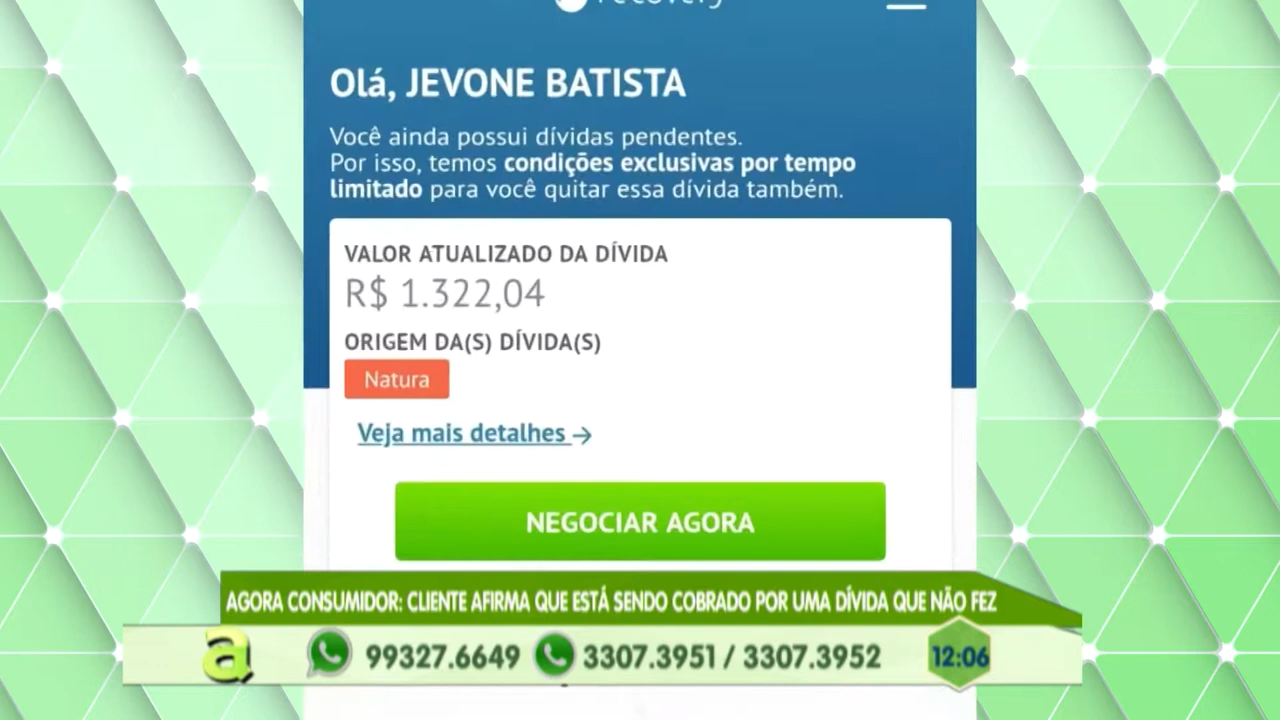 recovery
Olá, JEVONE BATISTA
Você ainda possui dívidas pendentes.
Por isso, temos condições exclusivas por tempo
limitado para você quitar essa dívida também.
VALOR ATUALIZADO DA DÍVIDA
R$ 1.322,04
ORIGEM DA(S) DÍVIDA(S)
Natura
Veja mais detalhes →
NEGOCIAR AGORA
AGORA CONSUMIDOR: CLIENTE AFIRMA QUE ESTÁ SENDO COBRADO POR UMA DÍVIDA QUE NÃO FEZ
a 99327.6649 3307.3951 / 3307.3952 12:06